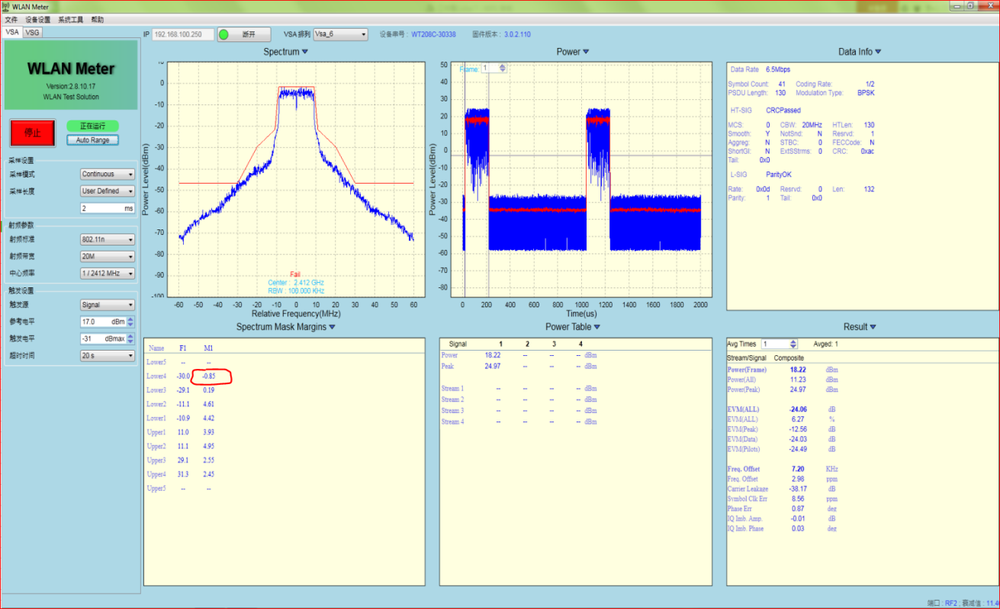 WLAN Meter
文件 设备设置 系统工具 帮助
VSA VSG
IP 192.168.100.250 断开 VSA排列 Vsa_6 设备串号: WT208C-30338 固件版本: 3.0.2.110
WLAN Meter
Version:2.8.10.17
WLAN Test Solution
停止
正在运行
Auto Range
采样设置
采样模式 Continuous
采样长度 User Defined
2 ms
射频参数
射频标准 802.11n
射频带宽 20M
中心频率 1 / 2412 MHz
触发设置
触发源 Signal
参考电平 17.0 dBm
触发电平 -31 dBmax
超时时间 20 s
Spectrum
Power Level(dBm)
0
-10
-20
-30
-40
-50
-60
-70
-80
-90
-100
Fail
Center : 2.412 GHz
RBW : 100.000 KHz
-60 -50 -40 -30 -20 -10 0 10 20 30 40 50 60
Relative Frequency(MHz)
Power
Frame: 1
Power Level(dBm)
50
40
30
20
10
0
-10
-20
-30
-40
-50
-60
-70
-80
0 200 400 600 800 1000 1200 1400 1600 1800 2000
Time(us)
Data Info
Data Rate 6.5Mbps
Symbol Count: 41 Coding Rate: 1/2
PSDU Length: 130 Modulation Type: BPSK
HT-SIG CRCPassed
MCS: 0 CBW: 20MHz HTLen: 130
Smooth: Y NotSnd: N Resrvd: 1
Aggreg: N STBC: 0 FECCode: N
ShortGI: N ExtSStrms: 0 CRC: 0xac
Tail: 0x0
L-SIG ParityOK
Rate: 0x0d Resrvd: 0 Len: 132
Parity: 1 Tail: 0x0
Spectrum Mask Margins
Name F1 M1
Lower5 -- --
Lower4 -30.0 -0.85
Lower3 -29.1 0.19
Lower2 -11.1 4.61
Lower1 -10.9 4.42
Upper1 11.0 3.93
Upper2 11.1 4.95
Upper3 29.1 2.55
Upper4 31.3 2.45
Upper5 -- --
Power Table
Signal 1 2 3 4
Power 18.22 -- -- -- dBm
Peak 24.97 -- -- -- dBm
Stream 1 -- -- -- -- dBm
Stream 2 -- -- -- -- dBm
Stream 3 -- -- -- -- dBm
Stream 4 -- -- -- -- dBm
Result
Avg Times 1 Avged: 1
Stream/Signal Composite
Power(Frame) 18.22 dBm
Power(All) 11.23 dBm
Power(Peak) 24.97 dBm
EVM(ALL) -24.06 dB
EVM(ALL) 6.27 %
EVM(Peak) -12.56 dB
EVM(Data) -24.03 dB
EVM(Pilots) -24.49 dB
Freq. Offset 7.20 KHz
Freq. Offset 2.98 ppm
Carrier Leakage -38.17 dB
Symbol Clk Err 8.56 ppm
Phase Err 0.87 deg
IQ Imb. Amp. -0.01 dB
IQ Imb. Phase 0.03 deg
端口: RF2 ; 衰减值: 11.4